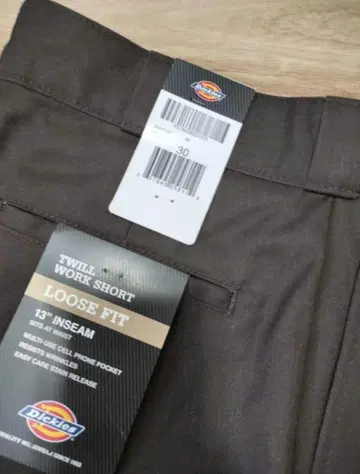 Dickies
30
TWILL
WORK SHORT
LOOSE FIT
13" INSEAM
SITS AT WAIST
MULTI-USE CELL PHONE POCKET
RESISTS WRINKLES
EASY CARE STAIN RELEASE
Dickies